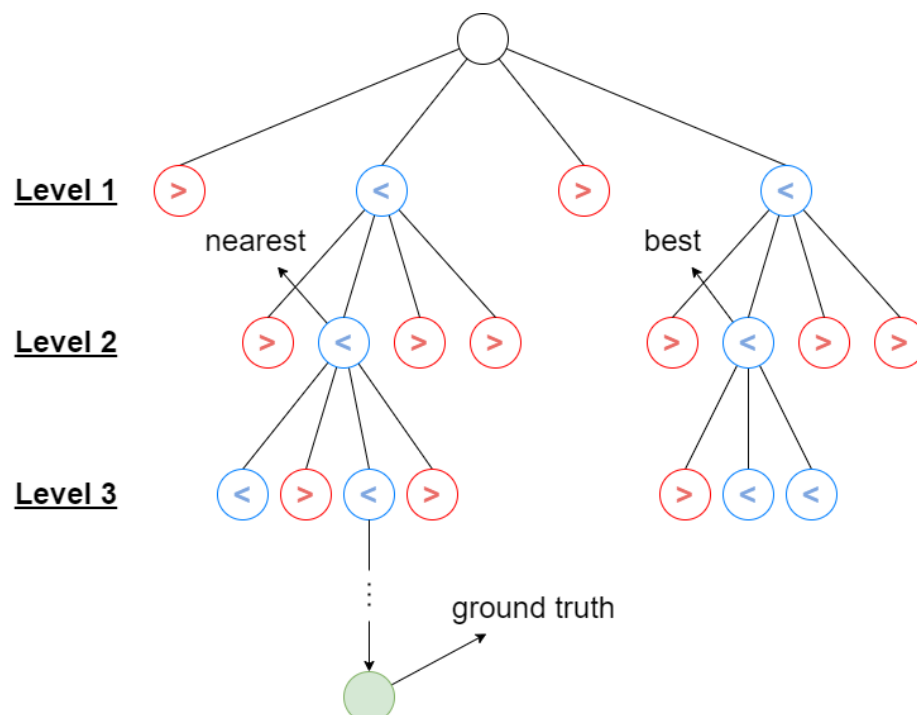 Level 1 > < > <
nearest best
Level 2 > < > > > < > >
Level 3 < > < > > < <
⋮
ground truth